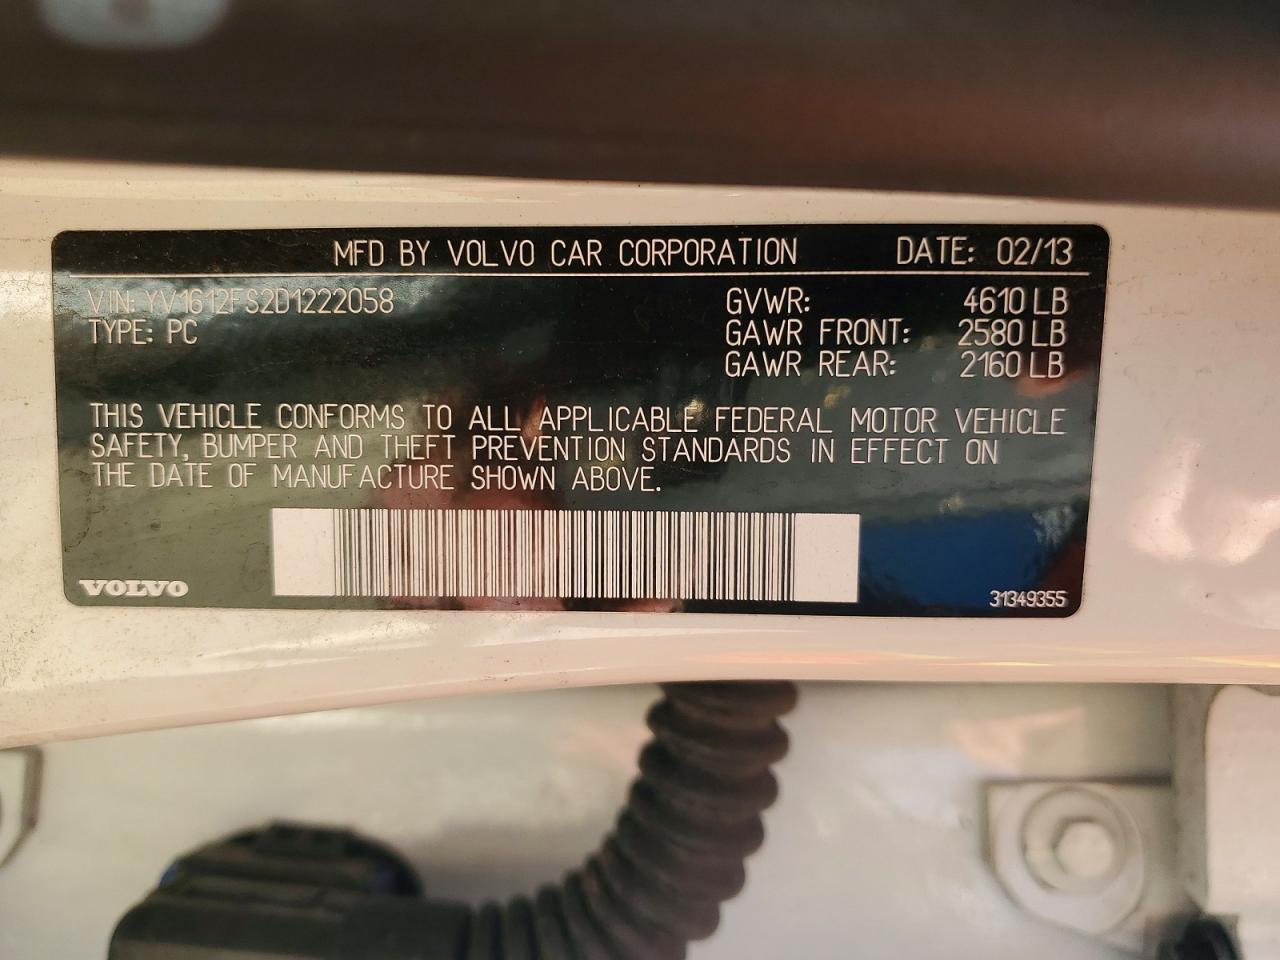 MFD BY VOLVO CAR CORPORATION DATE: 02/13
VIN: YV1612FS2D1222058 GVWR: 4610 LB
TYPE: PC GAWR FRONT: 2580 LB
GAWR REAR: 2160 LB
THIS VEHICLE CONFORMS TO ALL APPLICABLE FEDERAL MOTOR VEHICLE
SAFETY, BUMPER AND THEFT PREVENTION STANDARDS IN EFFECT ON
THE DATE OF MANUFACTURE SHOWN ABOVE.
VOLVO 31349355